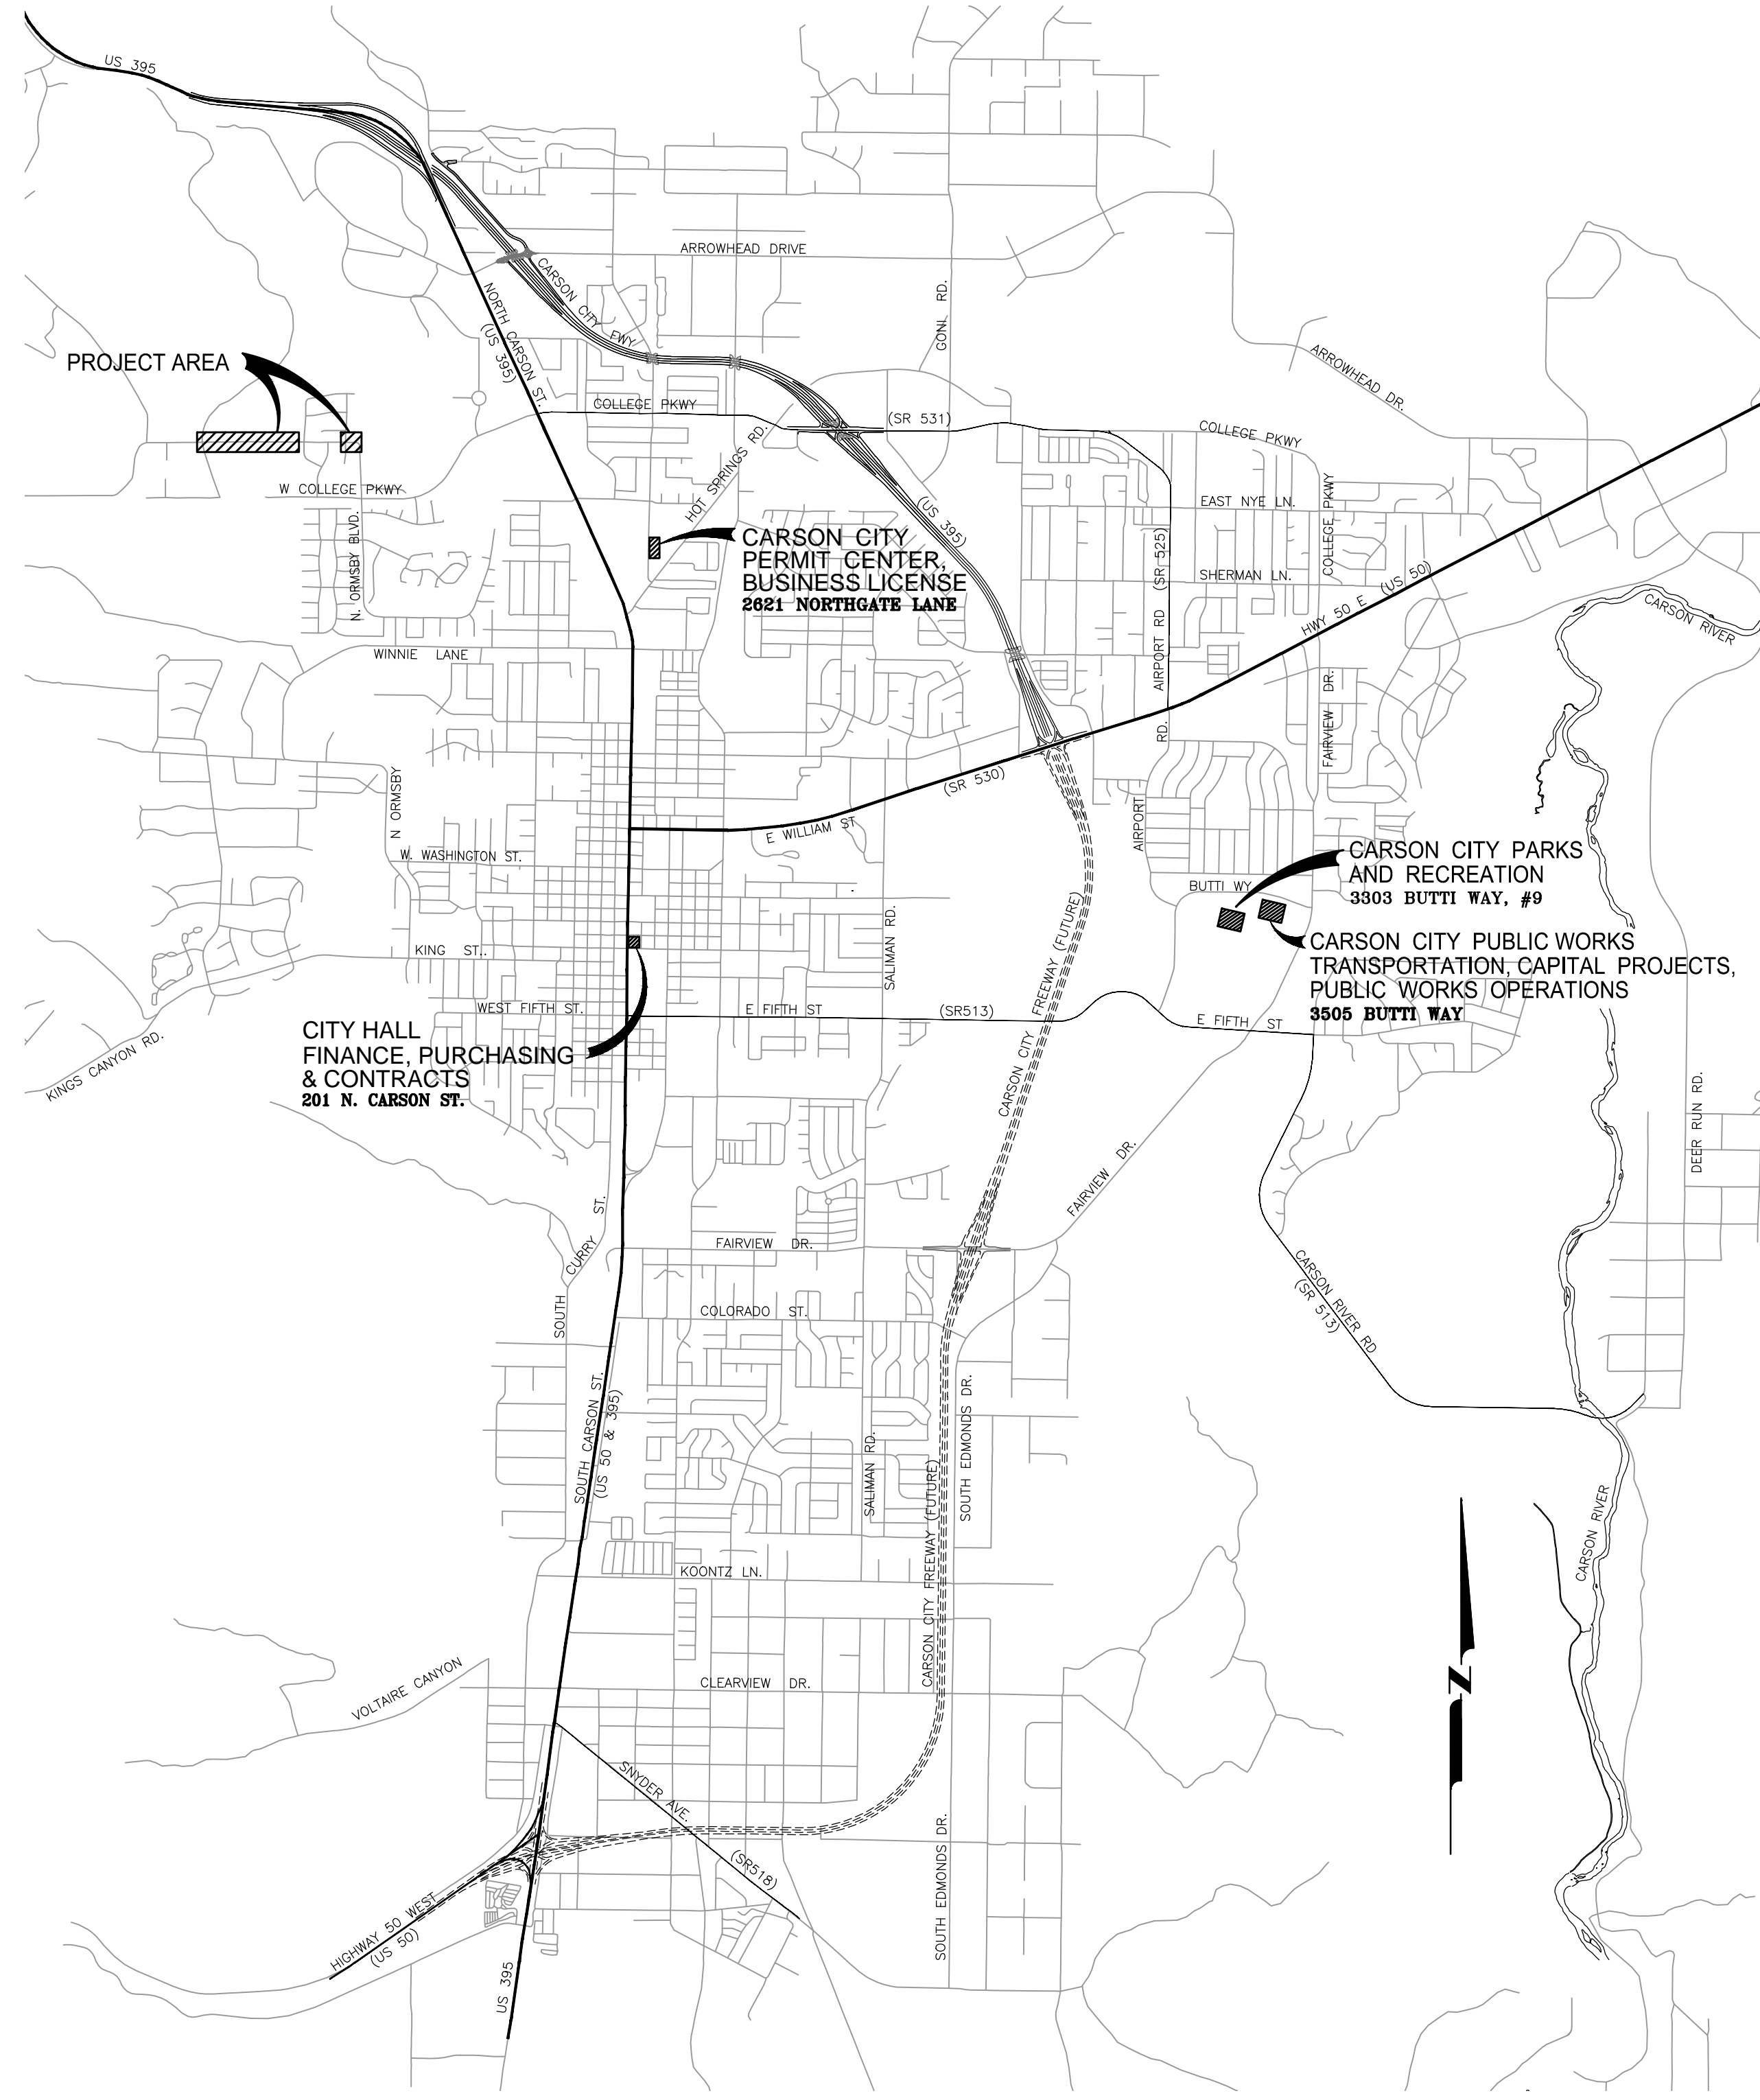 US 395
ARROWHEAD DRIVE
CARSON CITY FWY
GONI RD.
NORTH CARSON ST.
(US 395)
PROJECT AREA
ARROWHEAD DR.
COLLEGE PKWY
(SR 531)
COLLEGE PKWY
HOT SPRINGS RD.
W COLLEGE PKWY
(US 395)
EAST NYE LN.
COLLEGE PKWY
N. ORMSBY BLVD.
CARSON CITY
PERMIT CENTER,
BUSINESS LICENSE
2621 NORTHGATE LANE
SHERMAN LN.
AIRPORT RD (SR 525)
HWY 50 E (US 50)
CARSON RIVER
WINNIE LANE
FAIRVIEW DR.
(SR 530)
N ORMSBY
E WILLIAM ST
AIRPORT RD.
W. WASHINGTON ST.
CARSON CITY PARKS
AND RECREATION
3303 BUTTI WAY, #9
BUTTI WY
SALIMAN RD.
KING ST..
CARSON CITY PUBLIC WORKS
TRANSPORTATION, CAPITAL PROJECTS,
PUBLIC WORKS OPERATIONS
3505 BUTTI WAY
WEST FIFTH ST.
E FIFTH ST
(SR513)
E FIFTH ST
CARSON CITY FREEWAY (FUTURE)
CITY HALL
FINANCE, PURCHASING
& CONTRACTS
201 N. CARSON ST.
KINGS CANYON RD.
DEER RUN RD.
FAIRVIEW DR.
SOUTH CURRY ST.
FAIRVIEW DR.
CARSON RIVER RD
(SR 513)
COLORADO ST.
SOUTH CARSON ST.
(US 50 & 395)
SALIMAN RD.
SOUTH EDMONDS DR.
CARSON CITY FREEWAY (FUTURE)
CARSON RIVER
KOONTZ LN.
CLEARVIEW DR.
VOLTAIRE CANYON
N
SNYDER AVE.
(SR518)
SOUTH EDMONDS DR.
HIGHWAY 50 WEST
(US 50)
US 395